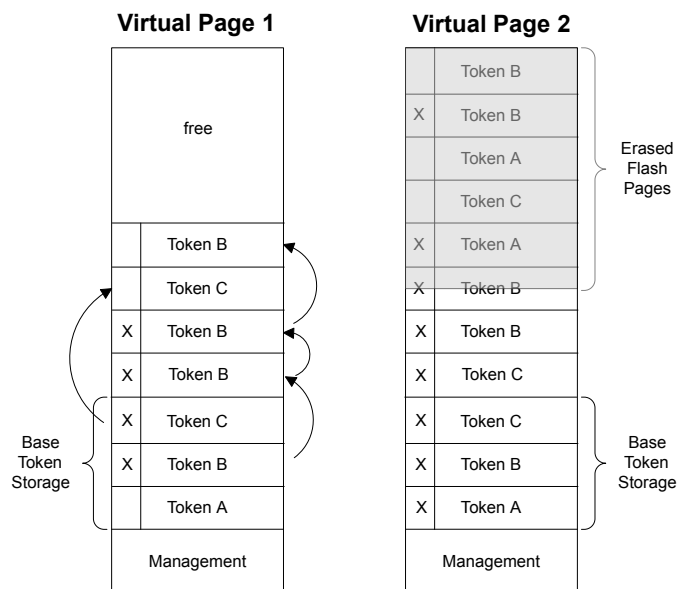 Virtual Page 1
free
Token B
Token C
X Token B
X Token B
X Token C
X Token B
Token A
Management
Base
Token
Storage
Virtual Page 2
Token B
X Token B
Token A
Token C
X Token A
X Token B
X Token B
X Token C
X Token C
X Token B
X Token A
Management
Erased
Flash
Pages
Base
Token
Storage